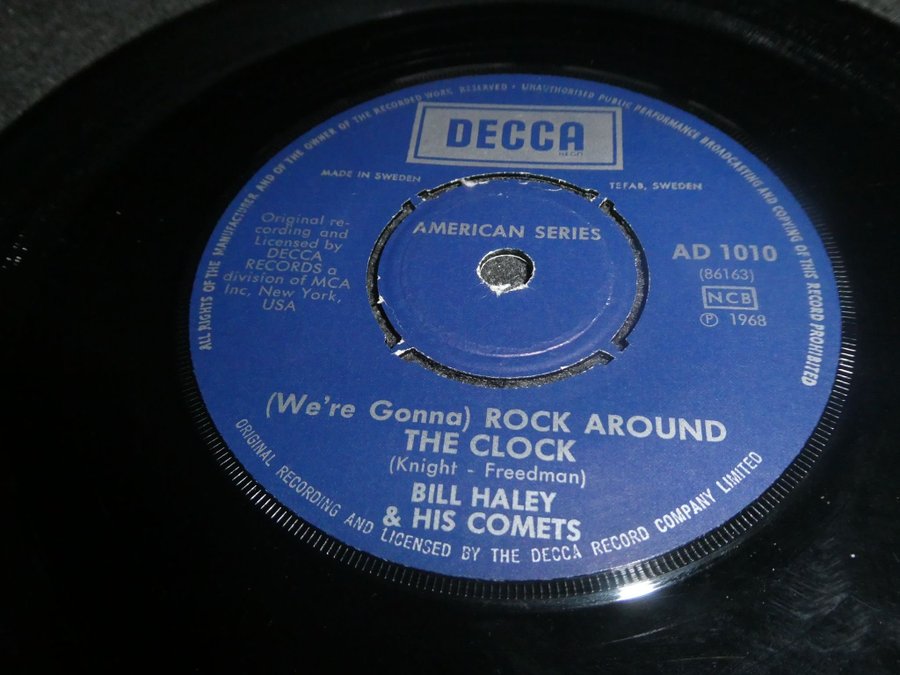 ALL RIGHTS OF THE MANUFACTURER AND OF THE OWNER OF THE RECORDED WORK RESERVED · UNAUTHORISED PUBLIC PERFORMANCE BROADCASTING AND COPYING OF THIS RECORD PROHIBITED
DECCA
MADE IN SWEDEN
TEFAB, SWEDEN
Original re-
cording and
Licensed by
DECCA
RECORDS a
division of MCA
Inc, New York,
USA
AMERICAN SERIES
AD 1010
(86163)
NCB
℗ 1968
(We're Gonna) ROCK AROUND
THE CLOCK
(Knight - Freedman)
BILL HALEY
& HIS COMETS
ORIGINAL RECORDING AND LICENSED BY THE DECCA RECORD COMPANY LIMITED